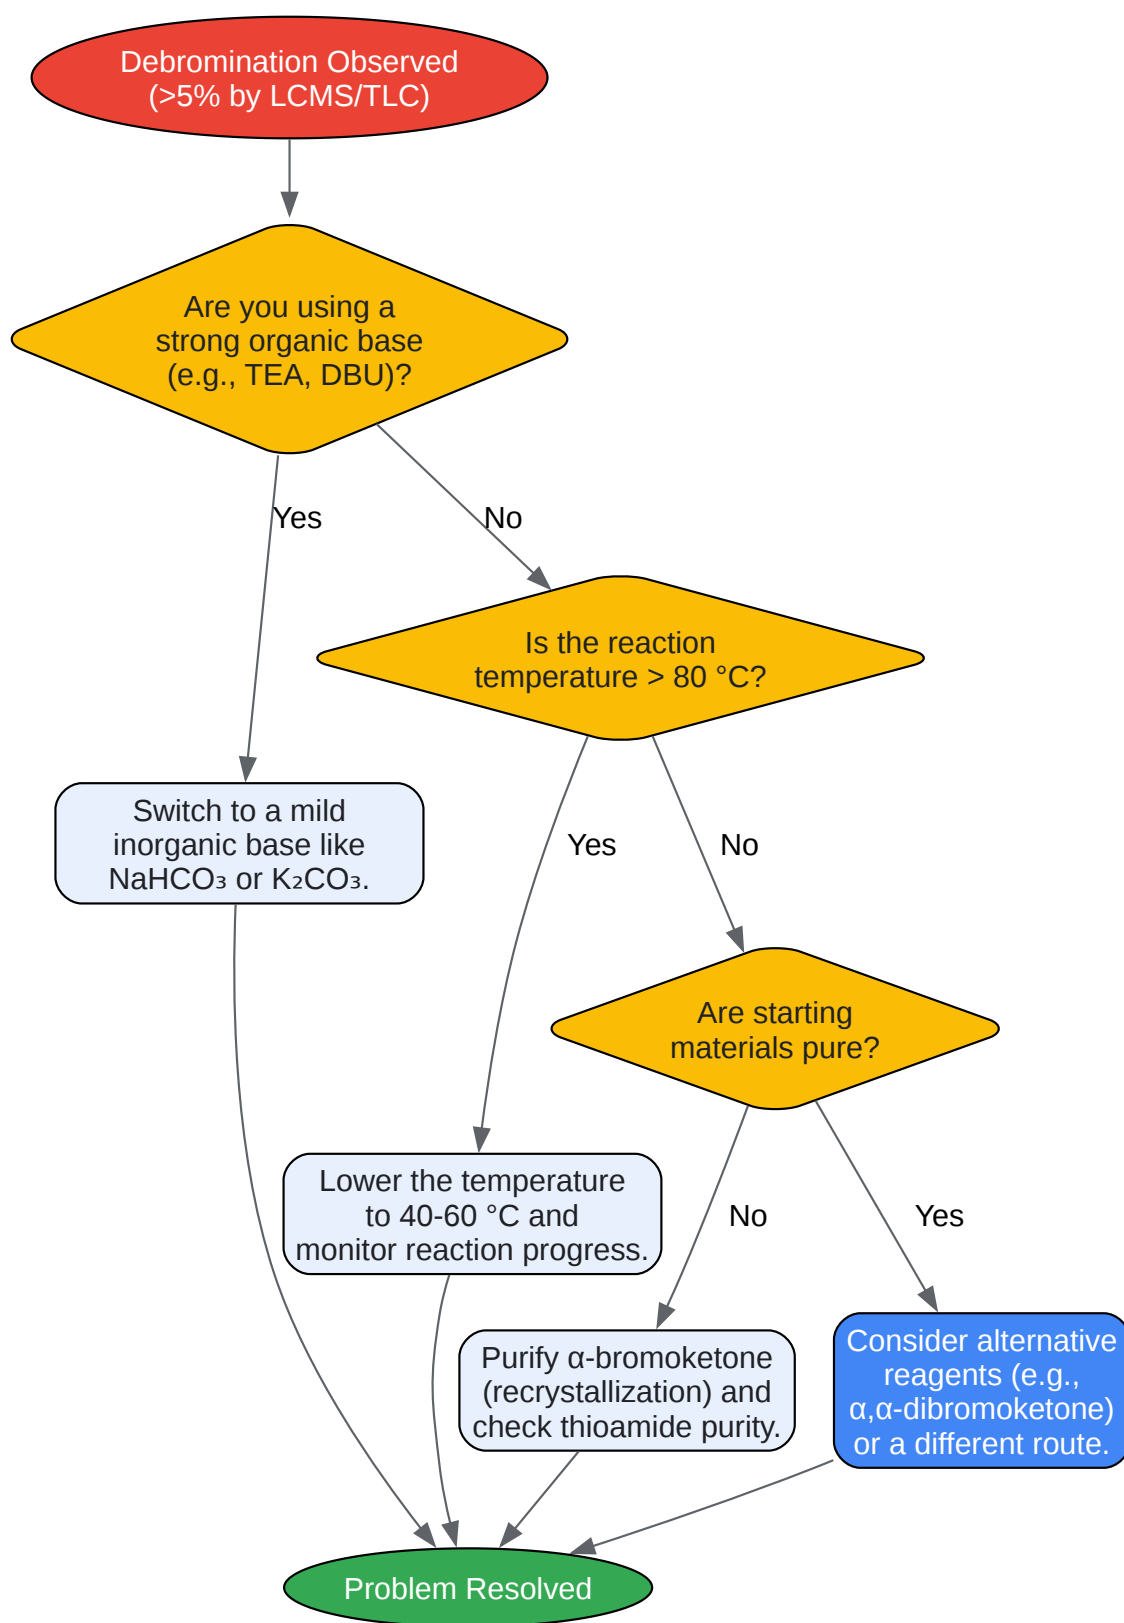 Debromination Observed
(>5% by LCMS/TLC)
Are you using a
strong organic base
(e.g., TEA, DBU)?
Yes
No
Is the reaction
temperature > 80 °C?
Switch to a mild
inorganic base like
NaHCO₃ or K₂CO₃.
Yes
No
Are starting
materials pure?
Lower the temperature
to 40-60 °C and
monitor reaction progress.
No
Yes
Purify α-bromoketone
(recrystallization) and
check thioamide purity.
Consider alternative
reagents (e.g.,
α,α-dibromoketone)
or a different route.
Problem Resolved